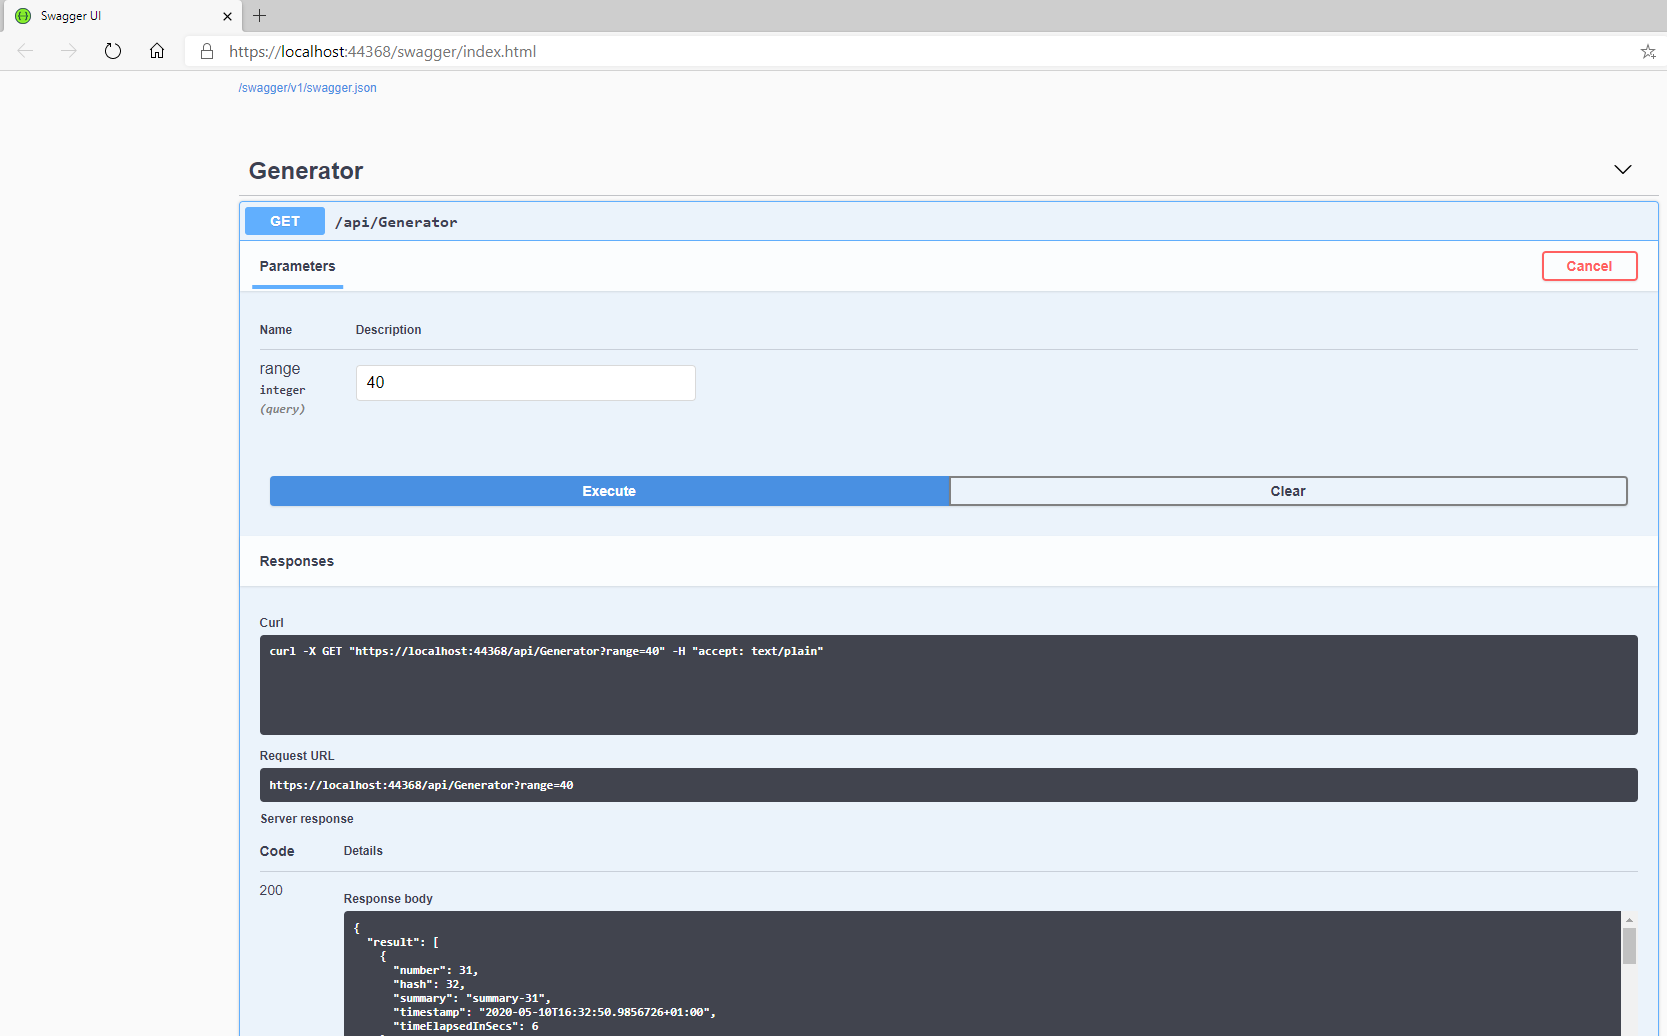 Swagger UI
https://localhost:44368/swagger/index.html
/swagger/v1/swagger.json
Generator
GET /api/Generator
Parameters
Cancel
Name Description
range
integer
(query)
40
Execute Clear
Responses
Curl
curl -X GET "https://localhost:44368/api/Generator?range=40" -H "accept: text/plain"
Request URL
https://localhost:44368/api/Generator?range=40
Server response
Code Details
200
Response body
{
"result": [
{
"number": 31,
"hash": 32,
"summary": "summary-31",
"timestamp": "2020-05-10T16:32:50.9856726+01:00",
"timeElapsedInSecs": 6